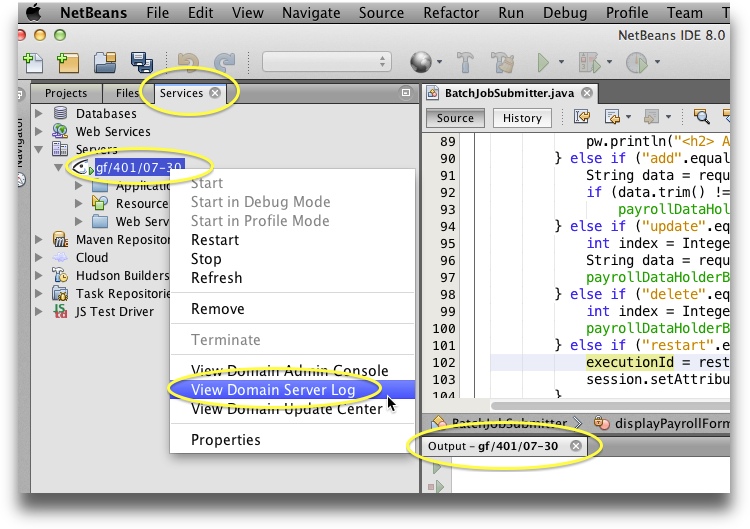 NetBeans File Edit View Navigate Source Refactor Run Debug Profile Team
NetBeans IDE 8.0
Projects Files Services
Databases
Web Services
Servers
gf/401/07-30
Resource
Web Serv
Maven Repositor
Cloud
Hudson Builders
Task Repositorie
JS Test Driver
Start
Start in Debug Mode
Start in Profile Mode
Restart
Stop
Refresh
Remove
Terminate
View Domain Admin Console
View Domain Server Log
View Domain Update Center
Properties
BatchJobSubmitter.java
Source History
89 pw.println("<h2> A
90 } else if ("add".equal
91 String data = requ
92 if (data.trim() !=
93 payrollDataHol
94 } else if ("update".eq
95 int index = Intege
96 String data = requ
97 payrollDataHolderB
98 } else if ("delete".eq
99 int index = Intege
100 payrollDataHolderB
101 } else if ("restart".e
102 executionId = rest
103 session.setAttribu
104 }
BatchJobSubmitter displayPayrollForm
Output - gf/401/07-30